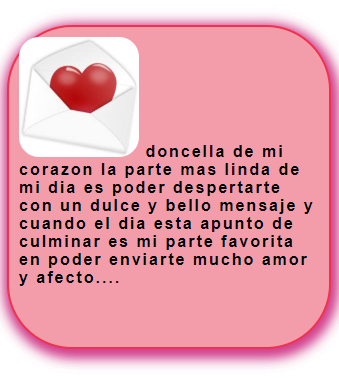 doncella de mi
corazon la parte mas linda de
mi dia es poder despertarte
con un dulce y bello mensaje y
cuando el dia esta apunto de
culminar es mi parte favorita
en poder enviarte mucho amor
y afecto....